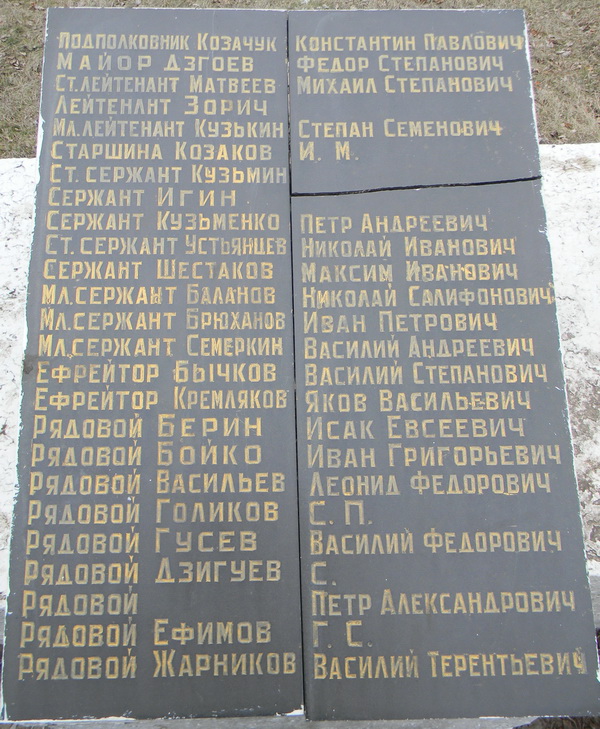 Подполковник Козачук Константин Павлович
Майор Дзгоев Федор Степанович
Ст. лейтенант Матвеев Михаил Степанович
Лейтенант Зорич
Мл. лейтенант Кузькин Степан Семенович
Старшина Козаков И. М.
Ст. сержант Кузьмин
Сержант Игин
Сержант Кузьменко Петр Андреевич
Ст. сержант Устьянцев Николай Иванович
Сержант Шестаков Максим Иванович
Мл. сержант Баланов Николай Салифонович
Мл. сержант Брюханов Иван Петрович
Мл. сержант Семеркин Василий Андреевич
Ефрейтор Бычков Василий Степанович
Ефрейтор Кремляков Яков Васильевич
Рядовой Берин Исак Евсеевич
Рядовой Бойко Иван Григорьевич
Рядовой Васильев Леонид Федорович
Рядовой Голиков С. П.
Рядовой Гусев Василий Федорович
Рядовой Дзигуев С.
Рядовой Петр Александрович
Рядовой Ефимов Г. С.
Рядовой Жарников Василий Терентьевич